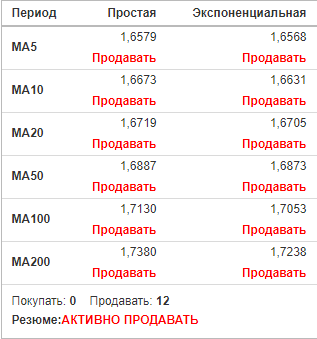 Период Простая Экспоненциальная
MA5 1,6579 1,6568
Продавать Продавать
MA10 1,6673 1,6631
Продавать Продавать
MA20 1,6719 1,6705
Продавать Продавать
MA50 1,6887 1,6873
Продавать Продавать
MA100 1,7130 1,7053
Продавать Продавать
MA200 1,7380 1,7238
Продавать Продавать
Покупать: 0 Продавать: 12
Резюме:АКТИВНО ПРОДАВАТЬ